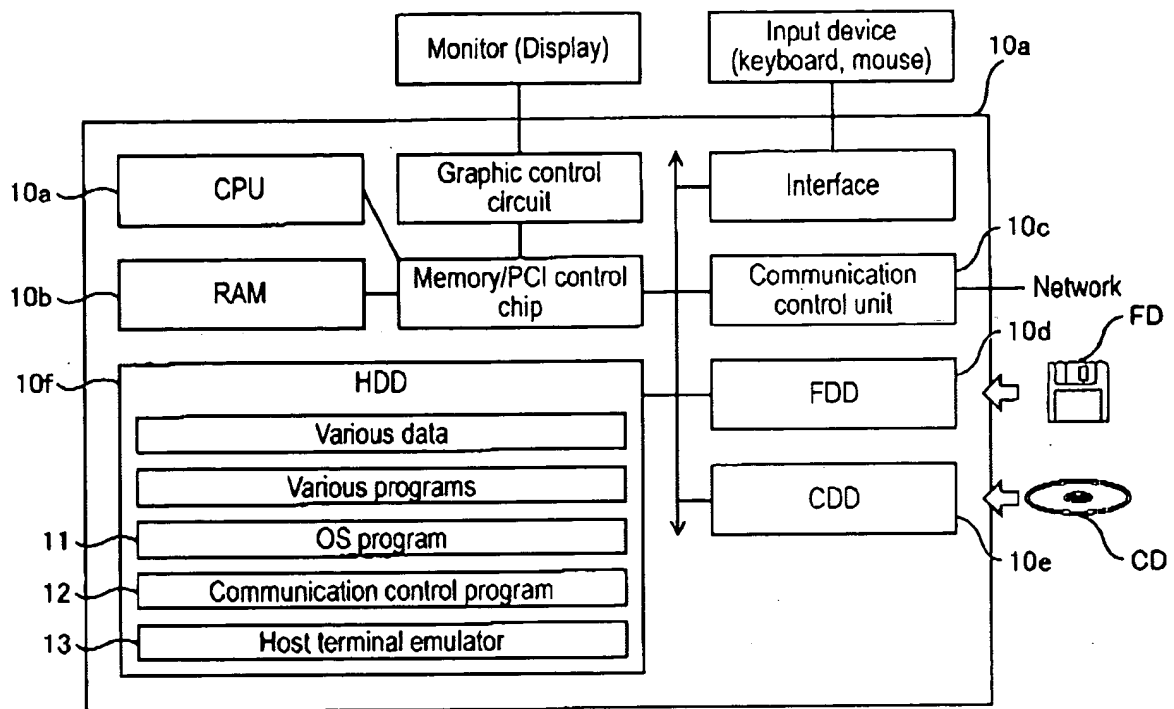 Monitor (Display)
Input device
(keyboard, mouse)
10a
10a
CPU
Graphic control
circuit
Interface
10b
RAM
Memory/PCI control
chip
10c
Communication
control unit
Network
10f
HDD
Various data
Various programs
11
OS program
12
Communication control program
13
Host terminal emulator
10d
FDD
FD
CDD
10e
CD